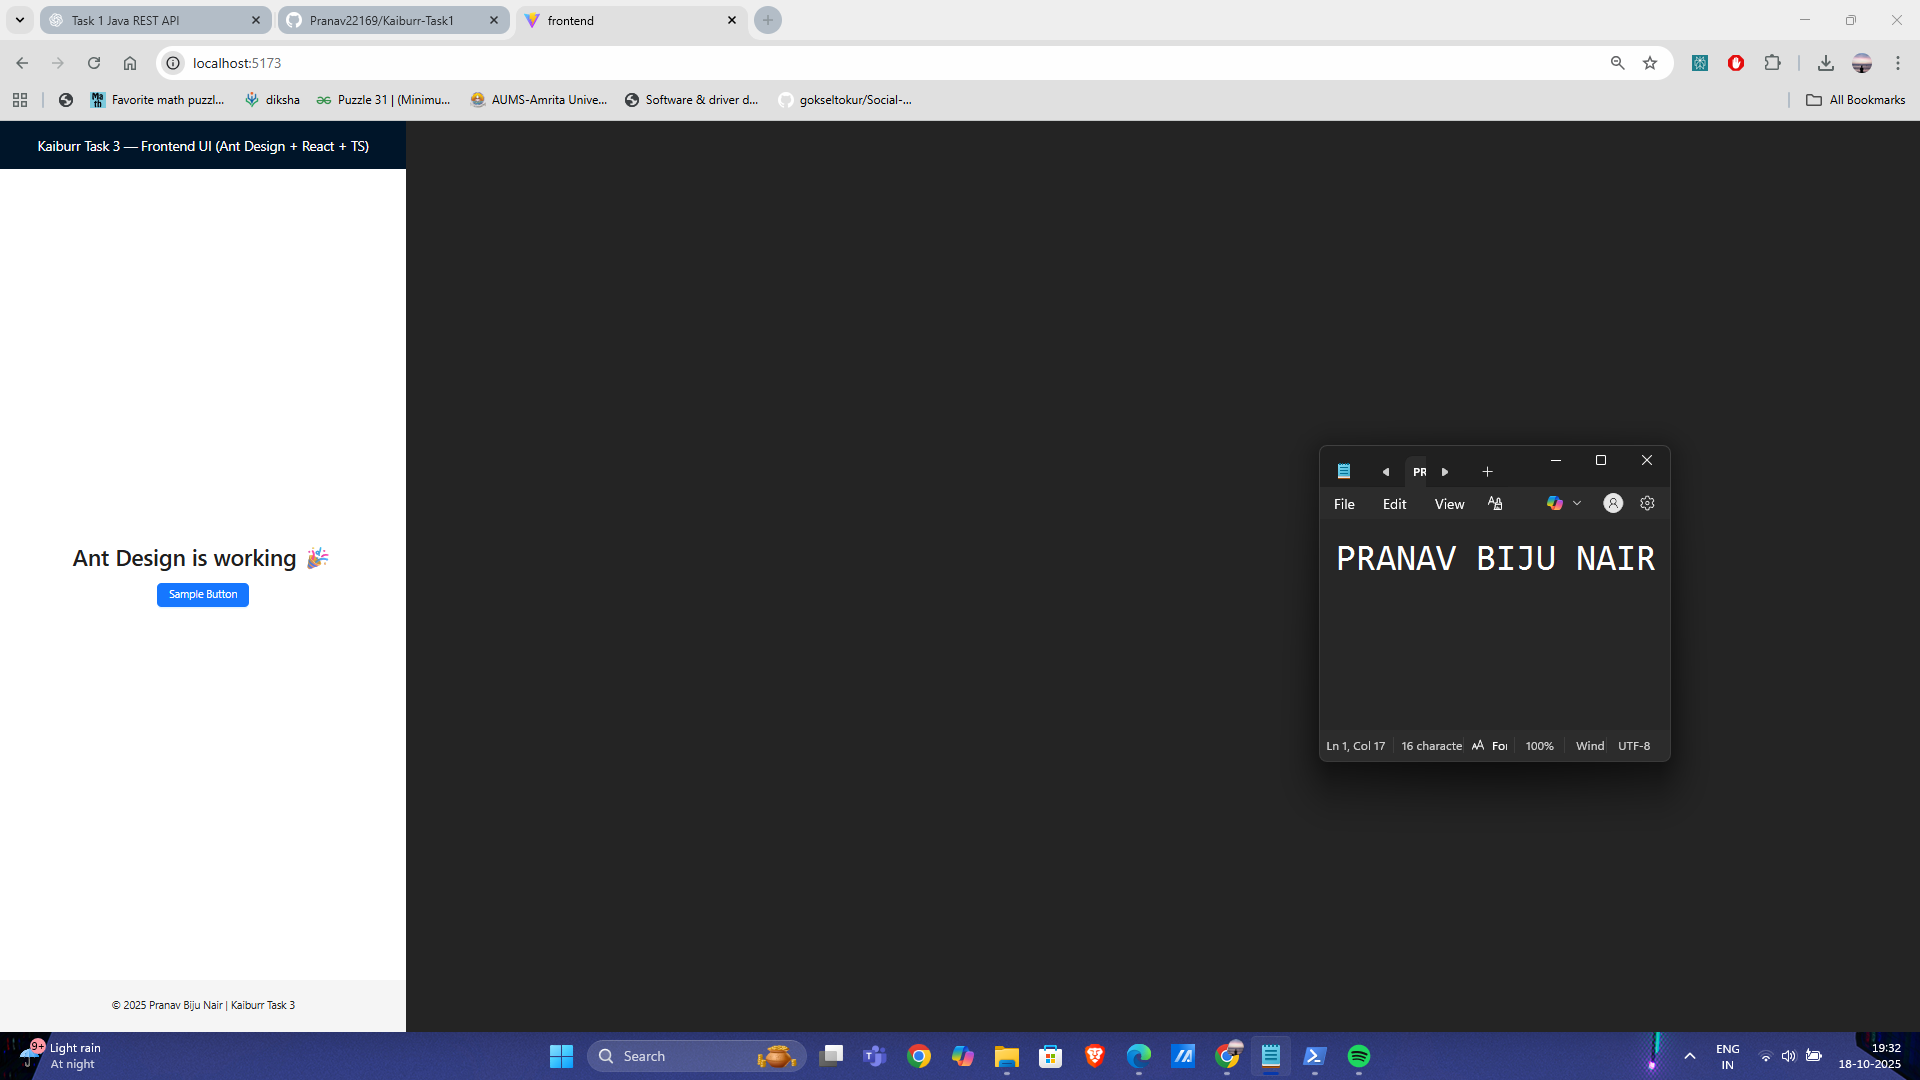 Task 1 Java REST API
Pranav22169/Kaiburr-Task1
frontend
localhost:5173
Favorite math puzzl...
diksha
Puzzle 31 | (Minimu...
AUMS-Amrita Unive...
Software & driver d...
gokseltokur/Social-...
All Bookmarks
Kaiburr Task 3 — Frontend UI (Ant Design + React + TS)
Ant Design is working 🎉
Sample Button
© 2025 Pranav Biju Nair | Kaiburr Task 3
PR
File
Edit
View
PRANAV BIJU NAIR
Ln 1, Col 17
16 characte
For
100%
Wind
UTF-8
9+
Light rain
At night
Search
ENG
IN
19:32
18-10-2025